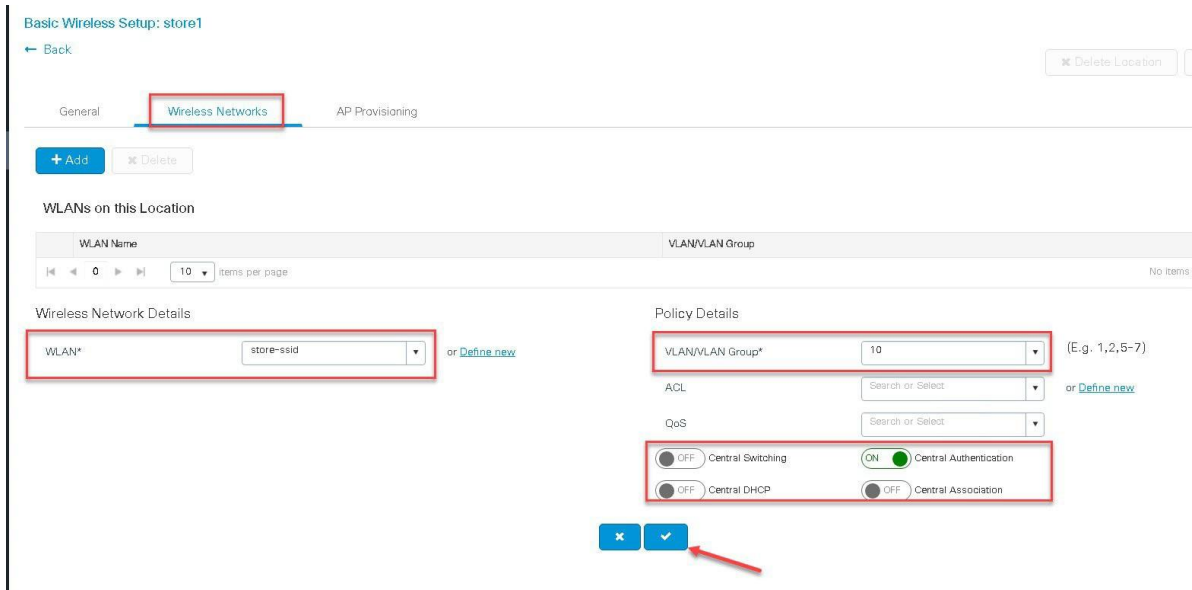 Basic Wireless Setup: store1
← Back
✖ Delete Location
General Wireless Networks AP Provisioning
+ Add ✖ Delete
WLANs on this Location
WLAN Name VLAN/VLAN Group
0 10 items per page No items
Wireless Network Details Policy Details
WLAN* store-ssid or Define new VLAN/VLAN Group* 10 (E.g. 1,2,5-7)
ACL Search or Select or Define new
QoS Search or Select
OFF Central Switching ON Central Authentication
OFF Central DHCP OFF Central Association